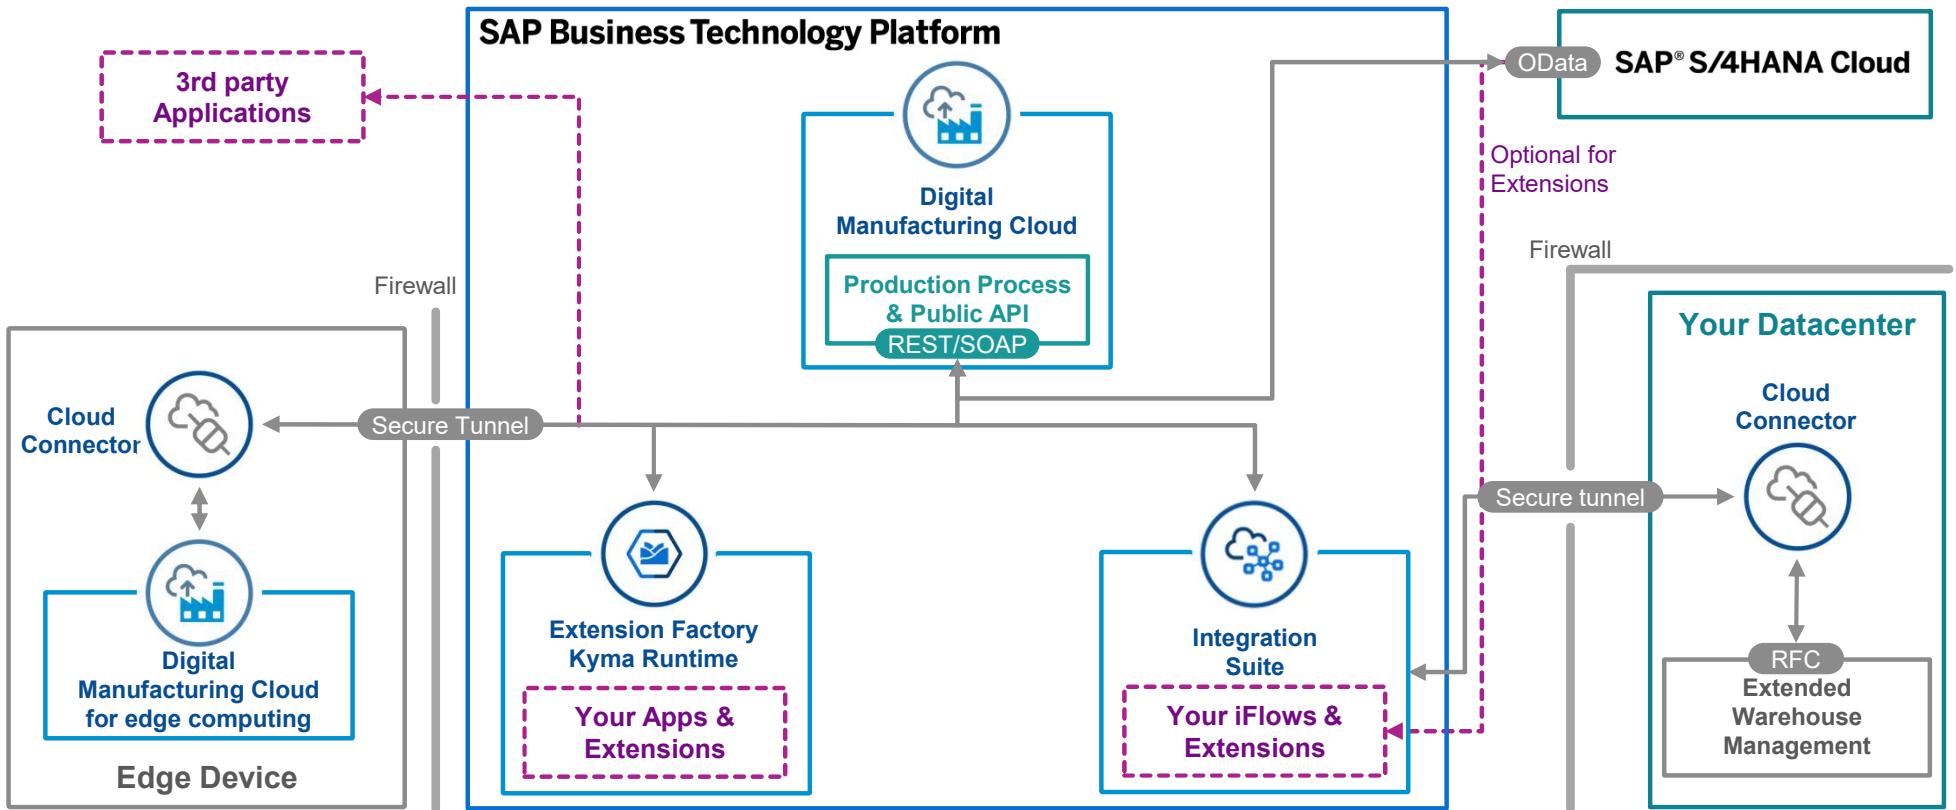 SAP Business Technology Platform
3rd party
Applications
OData
SAP® S/4HANA Cloud
Optional for
Extensions
Digital
Manufacturing Cloud
Production Process
& Public API
REST/SOAP
Firewall
Firewall
Your Datacenter
Cloud
Connector
Secure Tunnel
Cloud
Connector
Secure tunnel
Digital
Manufacturing Cloud
for edge computing
Edge Device
Extension Factory
Kyma Runtime
Your Apps &
Extensions
Integration
Suite
Your iFlows &
Extensions
RFC
Extended
Warehouse
Management